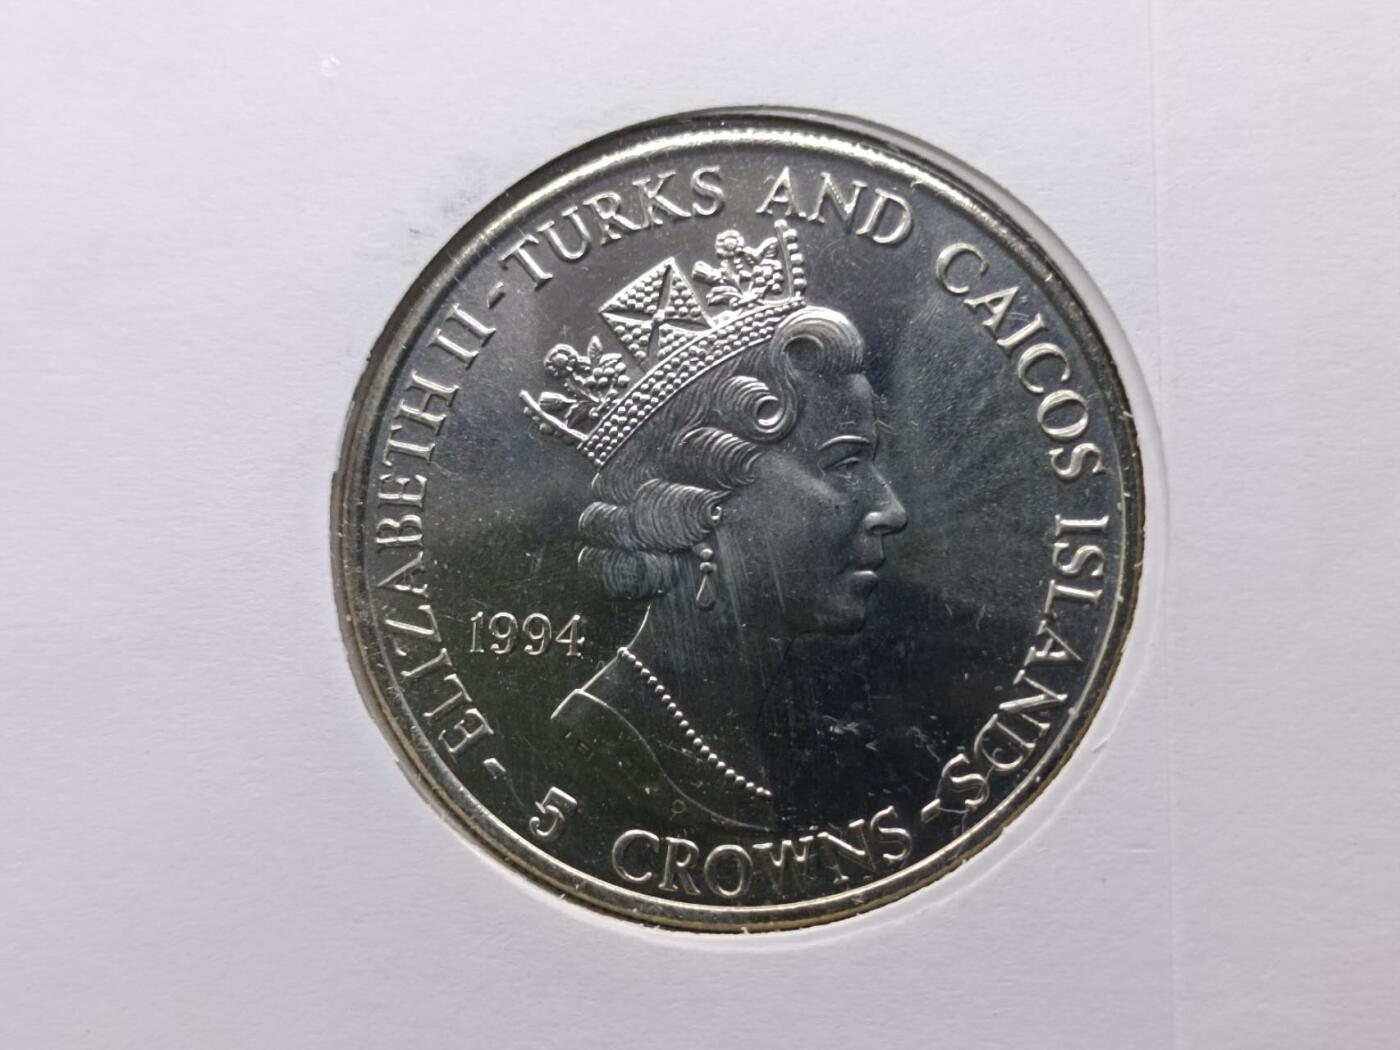 ELIZABETH II - TURKS AND CAICOS ISLANDS -
1994
- 5 CROWNS -